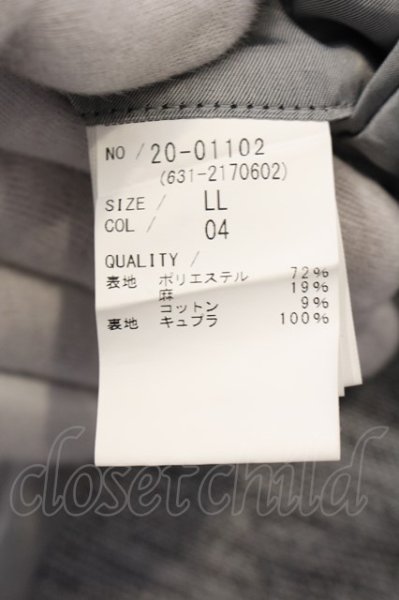 NO / 20-01102
(631-2170602)
SIZE / LL
COL / 04
QUALITY /
表地 ポリエステル 72%
麻 19%
コットン 9%
裏地 キュプラ 100%
closetchild